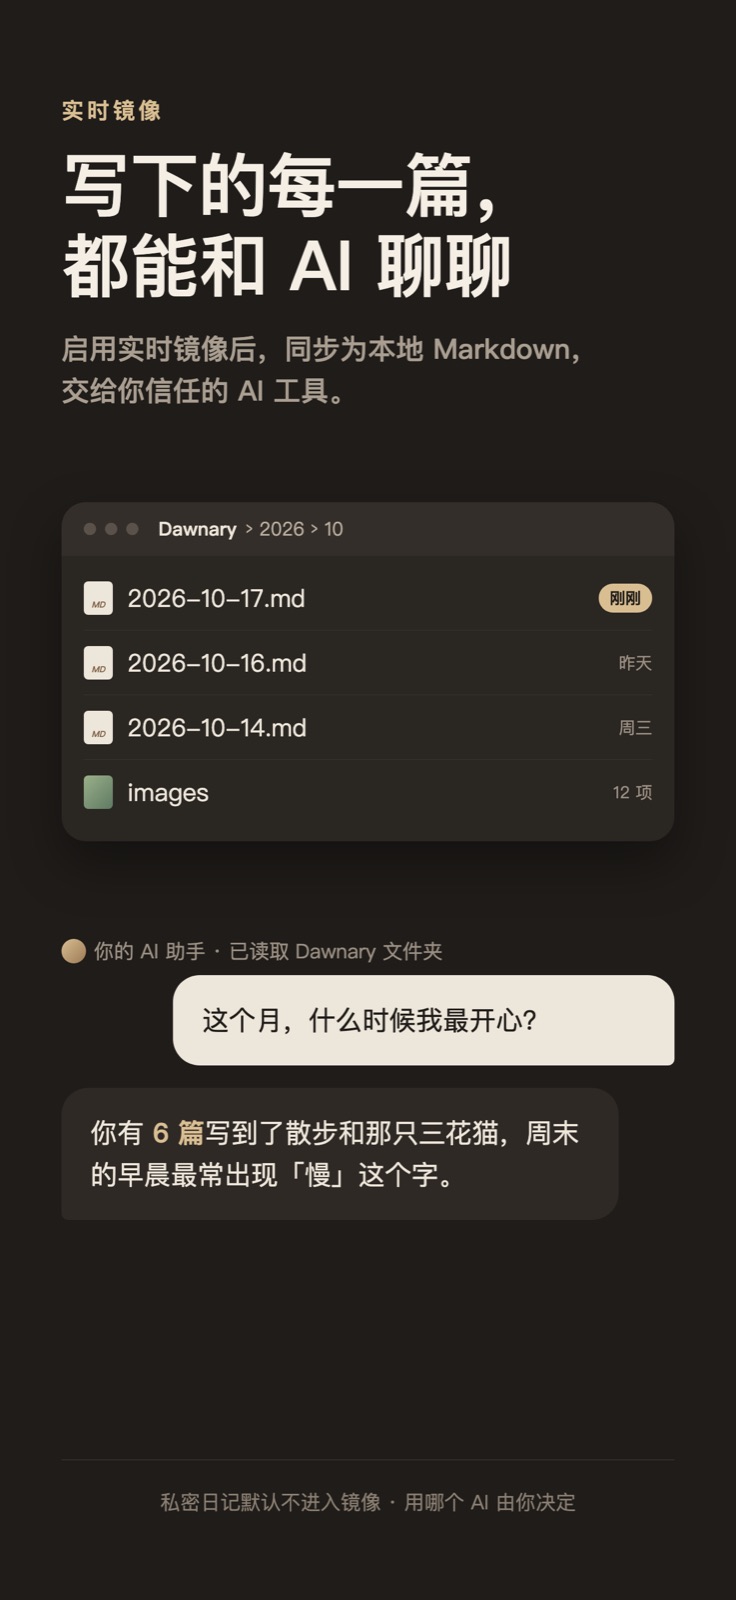 实时镜像
写下的每一篇，
都能和 AI 聊聊
启用实时镜像后，同步为本地 Markdown，
交给你信任的 AI 工具。
Dawnary › 2026 › 10
MD 2026-10-17.md 刚刚
MD 2026-10-16.md 昨天
MD 2026-10-14.md 周三
images 12 项
你的 AI 助手 · 已读取 Dawnary 文件夹
这个月，什么时候我最开心？
你有 6 篇写到了散步和那只三花猫，周末
的早晨最常出现「慢」这个字。
私密日记默认不进入镜像 · 用哪个 AI 由你决定